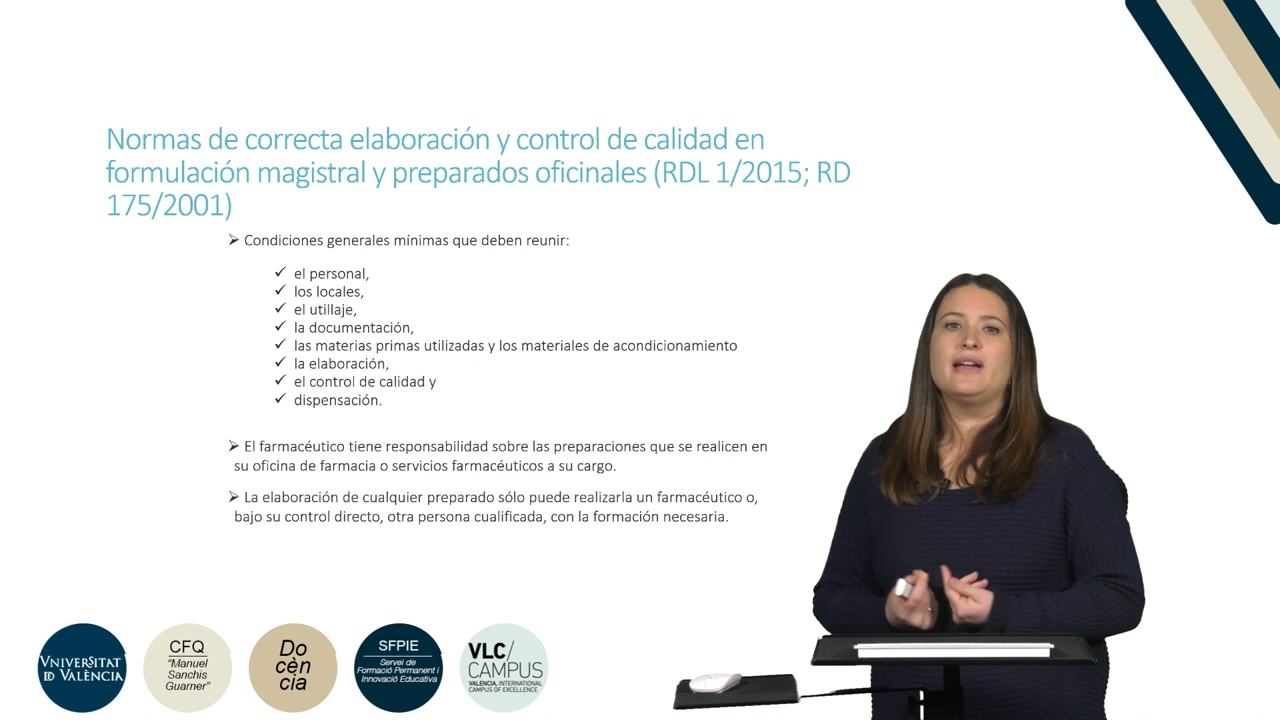 Normas de correcta elaboración y control de calidad en
formulación magistral y preparados oficinales (RDL 1/2015; RD
175/2001)
➢ Condiciones generales mínimas que deben reunir:
✓ el personal,
✓ los locales,
✓ el utillaje,
✓ la documentación,
✓ las materias primas utilizadas y los materiales de acondicionamiento
✓ la elaboración,
✓ el control de calidad y
✓ dispensación.
➢ El farmacéutico tiene responsabilidad sobre las preparaciones que se realicen en
su oficina de farmacia o servicios farmacéuticos a su cargo.
➢ La elaboración de cualquier preparado sólo puede realizarla un farmacéutico o,
bajo su control directo, otra persona cualificada, con la formación necesaria.
VNIVERSITAT
ID VALÈNCIA
CFQ
"Manuel
Sanchis
Guarner"
Do
cèn
cia
SFPIE
Servei de
Formació Permanent i
Innovació Educativa
VLC/
CAMPUS
VALENCIA, INTERNATIONAL
CAMPUS OF EXCELLENCE